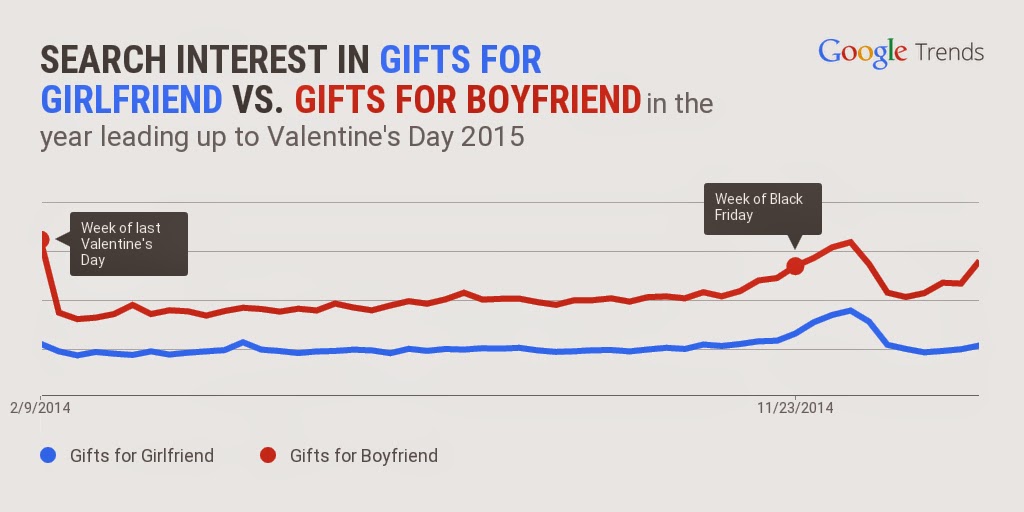 SEARCH INTEREST IN GIFTS FOR
GIRLFRIEND VS. GIFTS FOR BOYFRIEND in the
year leading up to Valentine's Day 2015
Google Trends
Week of last
Valentine's
Day
Week of Black
Friday
2/9/2014
11/23/2014
Gifts for Girlfriend
Gifts for Boyfriend